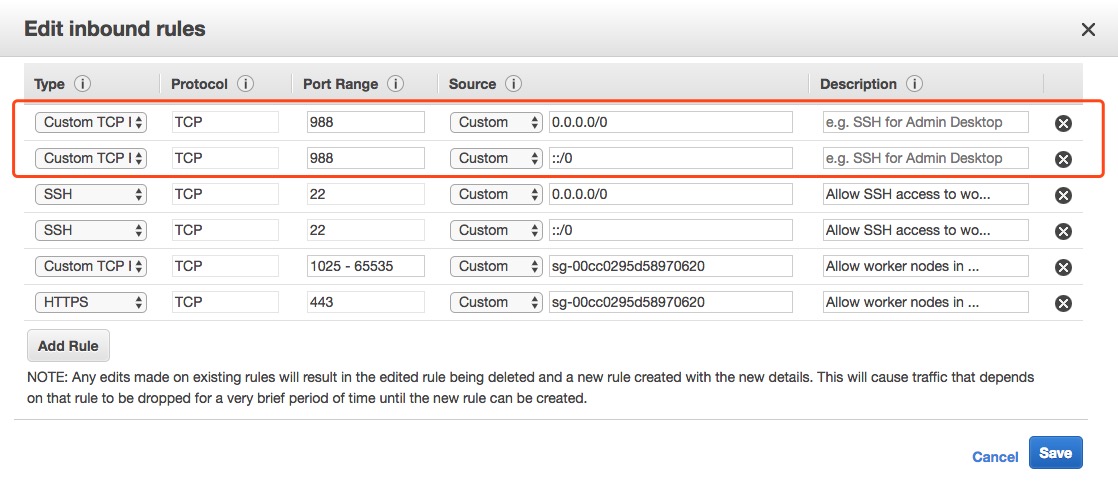 Edit inbound rules
Type Protocol Port Range Source Description
Custom TCP I TCP 988 Custom 0.0.0.0/0 e.g. SSH for Admin Desktop
Custom TCP I TCP 988 Custom ::/0 e.g. SSH for Admin Desktop
SSH TCP 22 Custom 0.0.0.0/0 Allow SSH access to wo...
SSH TCP 22 Custom ::/0 Allow SSH access to wo...
Custom TCP I TCP 1025 - 65535 Custom sg-00cc0295d58970620 Allow worker nodes in ...
HTTPS TCP 443 Custom sg-00cc0295d58970620 Allow worker nodes in ...
Add Rule
NOTE: Any edits made on existing rules will result in the edited rule being deleted and a new rule created with the new details. This will cause traffic that depends
on that rule to be dropped for a very brief period of time until the new rule can be created.
Cancel Save